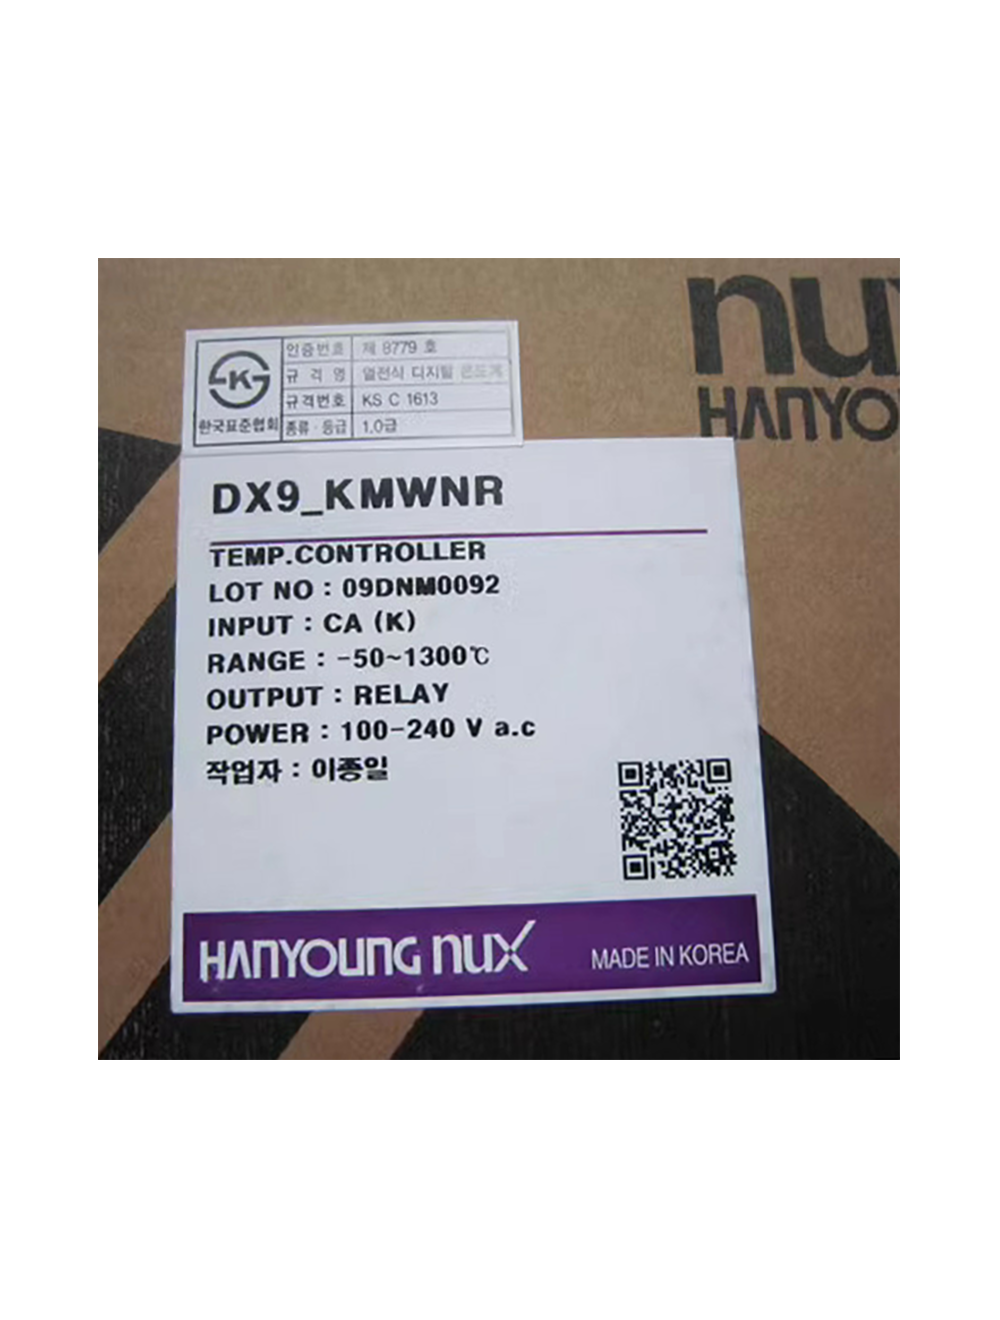 nux
HANYO
K
한국표준협회
인증번호 제 8779 호
규격명 열전식 디지털 온도계
규격번호 KS C 1613
종류·등급 1.0급
DX9_KMWNR
TEMP.CONTROLLER
LOT NO : 09DNM0092
INPUT : CA (K)
RANGE : -50~1300℃
OUTPUT : RELAY
POWER : 100-240 V a.c
작업자 : 이종일
HANYOUNG nux
MADE IN KOREA